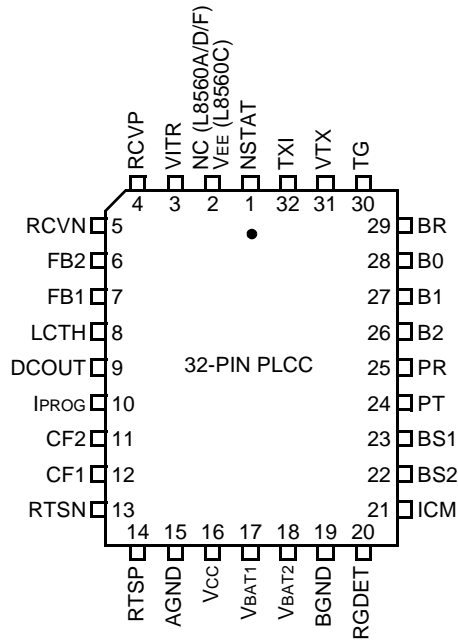 RCVP
VITR
NC (L8560A/D/F)
VEE (L8560C)
NSTAT
TXI
VTX
TG
4
3
2
1
32
31
30
RCVN 5
FB2 6
FB1 7
LCTH 8
DCOUT 9
IPROG 10
CF2 11
CF1 12
RTSN 13
32-PIN PLCC
29 BR
28 B0
27 B1
26 B2
25 PR
24 PT
23 BS1
22 BS2
21 ICM
14
15
16
17
18
19
20
RTSP
AGND
VCC
VBAT1
VBAT2
BGND
RGDET